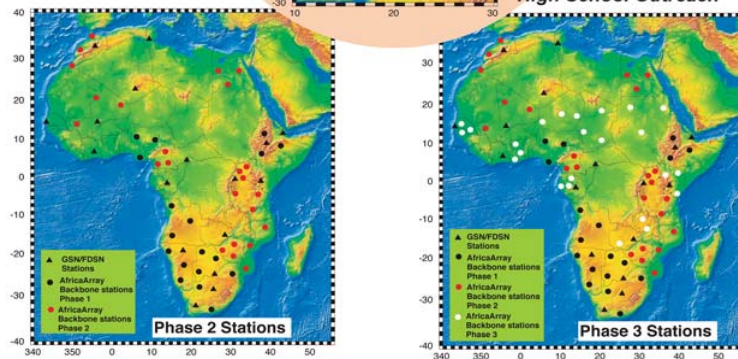 -30
10
20
30
High School Outreach
40
30
20
10
0
-10
-20
-30
-40
340
350
0
10
20
30
40
50
GSN/FDSN
Stations
AfricaArray
Backbone stations
Phase 1
AfricaArray
Backbone stations
Phase 2
Phase 2 Stations
40
30
20
10
0
-10
-20
-30
-40
340
350
0
10
20
30
40
50
GSN/FDSN
Stations
AfricaArray
Backbone stations
Phase 1
AfricaArray
Backbone stations
Phase 2
AfricaArray
Backbone stations
Phase 3
Phase 3 Stations